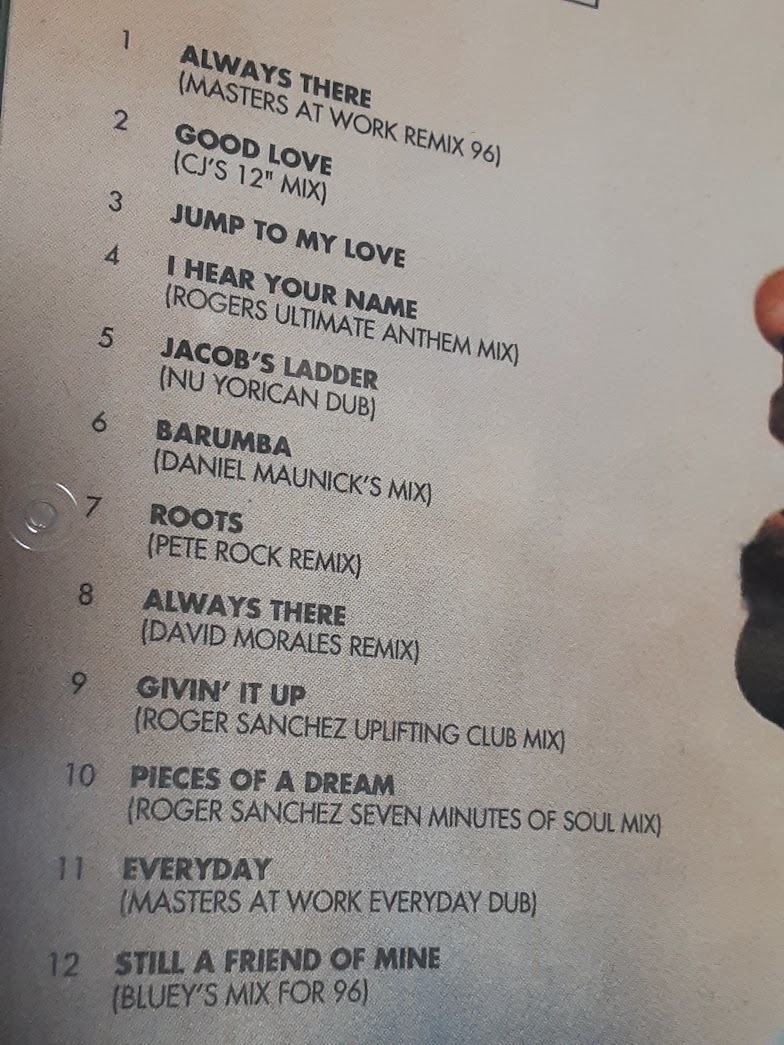 1 ALWAYS THERE
(MASTERS AT WORK REMIX 96)
2 GOOD LOVE
(CJ'S 12" MIX)
3 JUMP TO MY LOVE
4 I HEAR YOUR NAME
(ROGERS ULTIMATE ANTHEM MIX)
5 JACOB'S LADDER
(NU YORICAN DUB)
6 BARUMBA
(DANIEL MAUNICK'S MIX)
7 ROOTS
(PETE ROCK REMIX)
8 ALWAYS THERE
(DAVID MORALES REMIX)
9 GIVIN' IT UP
(ROGER SANCHEZ UPLIFTING CLUB MIX)
10 PIECES OF A DREAM
(ROGER SANCHEZ SEVEN MINUTES OF SOUL MIX)
11 EVERYDAY
(MASTERS AT WORK EVERYDAY DUB)
12 STILL A FRIEND OF MINE
(BLUEY'S MIX FOR 96)